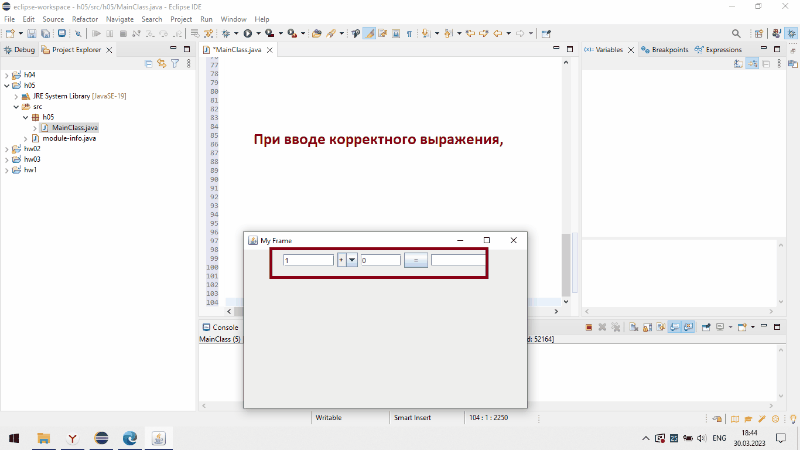 eclipse-workspace - h05/src/h05/MainClass.java - Eclipse IDE
File Edit Source Refactor Navigate Search Project Run Window Help
Debug Project Explorer
*MainClass.java
Variables Breakpoints Expressions
h04
h05
JRE System Library [JavaSE-19]
src
h05
MainClass.java
module-info.java
hw02
hw03
hw1
77
78
79
80
81
82
83
84
85
86
87
88
89
90
91
92
93
94
95
96
97
98
99
100
101
102
103
104
При вводе корректного выражения,
My Frame
1 + 0 =
Console
MainClass (5)
d: 52164]
Writable Smart Insert 104 : 1 : 2250
ENG
18:44
30.03.2023